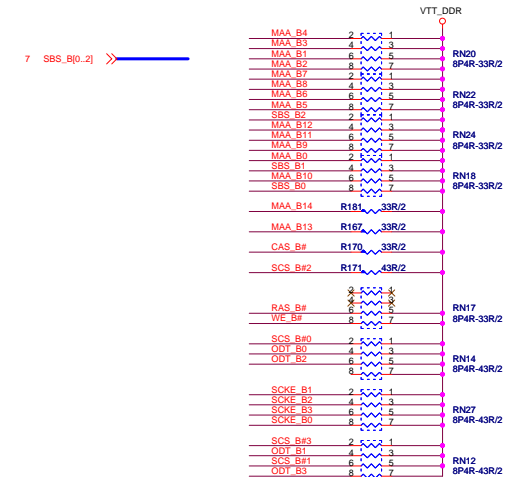 VTT_DDR
7 SBS_B[0..2]
MAA_B4 2 1
MAA_B3 4 3 RN20
MAA_B1 6 5 8P4R-33R/2
MAA_B2 8 7
MAA_B7 2 1
MAA_B8 4 3 RN22
MAA_B6 6 5 8P4R-33R/2
MAA_B5 8 7
SBS_B2 2 1
MAA_B12 4 3 RN24
MAA_B11 6 5 8P4R-33R/2
MAA_B9 8 7
MAA_B0 2 1
SBS_B1 4 3 RN18
MAA_B10 6 5 8P4R-33R/2
SBS_B0 8 7
MAA_B14 R181 33R/2
MAA_B13 R167 33R/2
CAS_B# R170 33R/2
SCS_B#2 R171 43R/2
2 1
4 3
RAS_B# 6 5 RN17
WE_B# 8 7 8P4R-33R/2
SCS_B#0 2 1
ODT_B0 4 3 RN14
ODT_B2 6 5 8P4R-43R/2
8 7
SCKE_B1 2 1
SCKE_B2 4 3 RN27
SCKE_B3 6 5 8P4R-43R/2
SCKE_B0 8 7
SCS_B#3 2 1
ODT_B1 4 3 RN12
SCS_B#1 6 5 8P4R-43R/2
ODT_B3 8 7